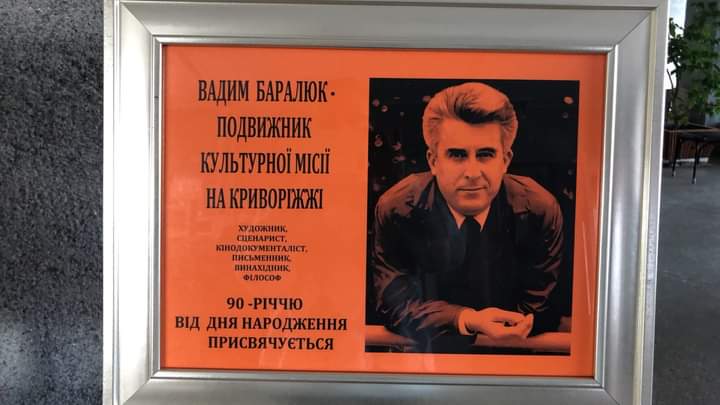 ВАДИМ БАРАЛЮК -
ПОДВИЖНИК
КУЛЬТУРНОЇ МІСІЇ
НА КРИВОРІЖЖІ
ХУДОЖНИК,
СЦЕНАРИСТ,
КІНОДОКУМЕНТАЛІСТ,
ПИСЬМЕННИК,
ВИНАХІДНИК,
ФІЛОСОФ
90 -РІЧЧЮ
ВІД ДНЯ НАРОДЖЕННЯ
ПРИСВЯЧУЄТЬСЯ